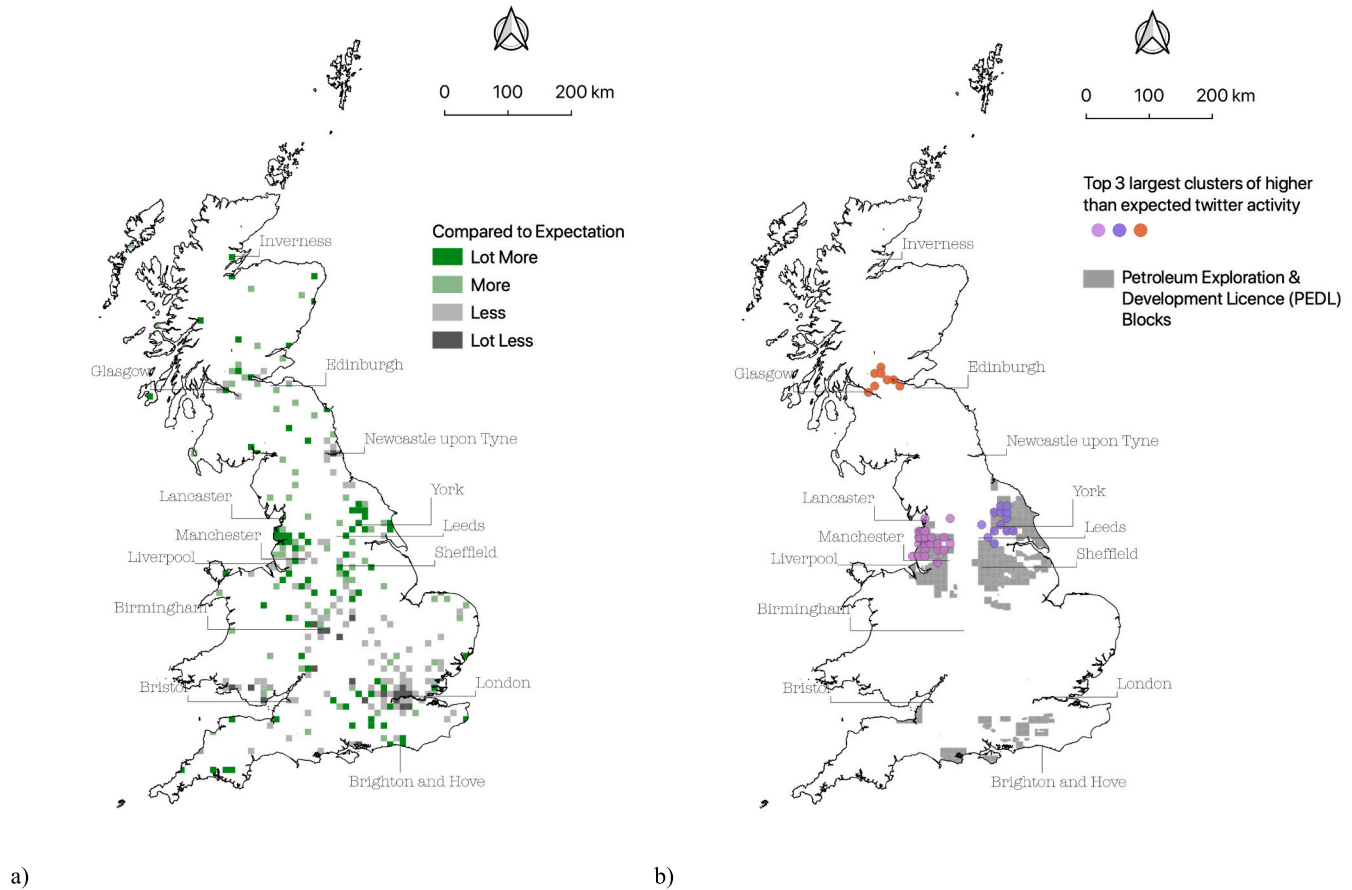 0 100 200 km
Compared to Expectation
Lot More
More
Less
Lot Less
Inverness
Edinburgh
Glasgow
Newcastle upon Tyne
Lancaster
York
Manchester
Leeds
Liverpool
Sheffield
Birmingham
Bristol
London
Brighton and Hove
a)
0 100 200 km
Top 3 largest clusters of higher
than expected twitter activity
Petroleum Exploration &
Development Licence (PEDL)
Blocks
Inverness
Edinburgh
Glasgow
Newcastle upon Tyne
Lancaster
York
Manchester
Leeds
Liverpool
Sheffield
Birmingham
Bristol
London
Brighton and Hove
b)